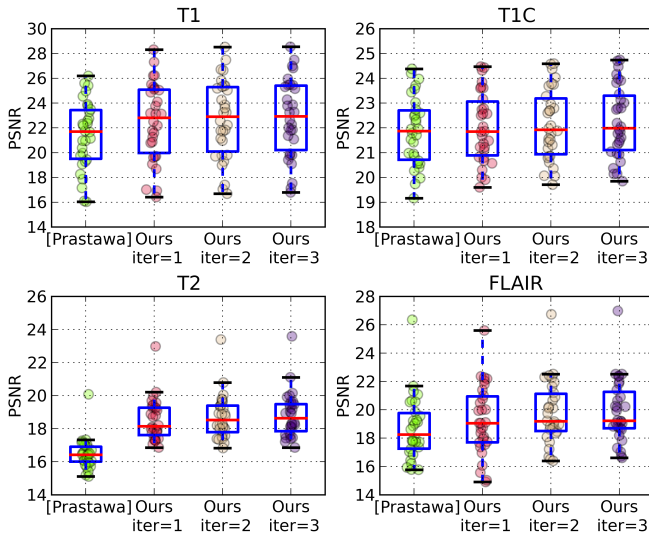 T1
PSNR
30
28
26
24
22
20
18
16
14
[Prastawa] Ours Ours Ours
iter=1 iter=2 iter=3
T1C
PSNR
26
25
24
23
22
21
20
19
18
[Prastawa] Ours Ours Ours
iter=1 iter=2 iter=3
T2
PSNR
26
24
22
20
18
16
14
[Prastawa] Ours Ours Ours
iter=1 iter=2 iter=3
FLAIR
PSNR
28
26
24
22
20
18
16
14
[Prastawa] Ours Ours Ours
iter=1 iter=2 iter=3